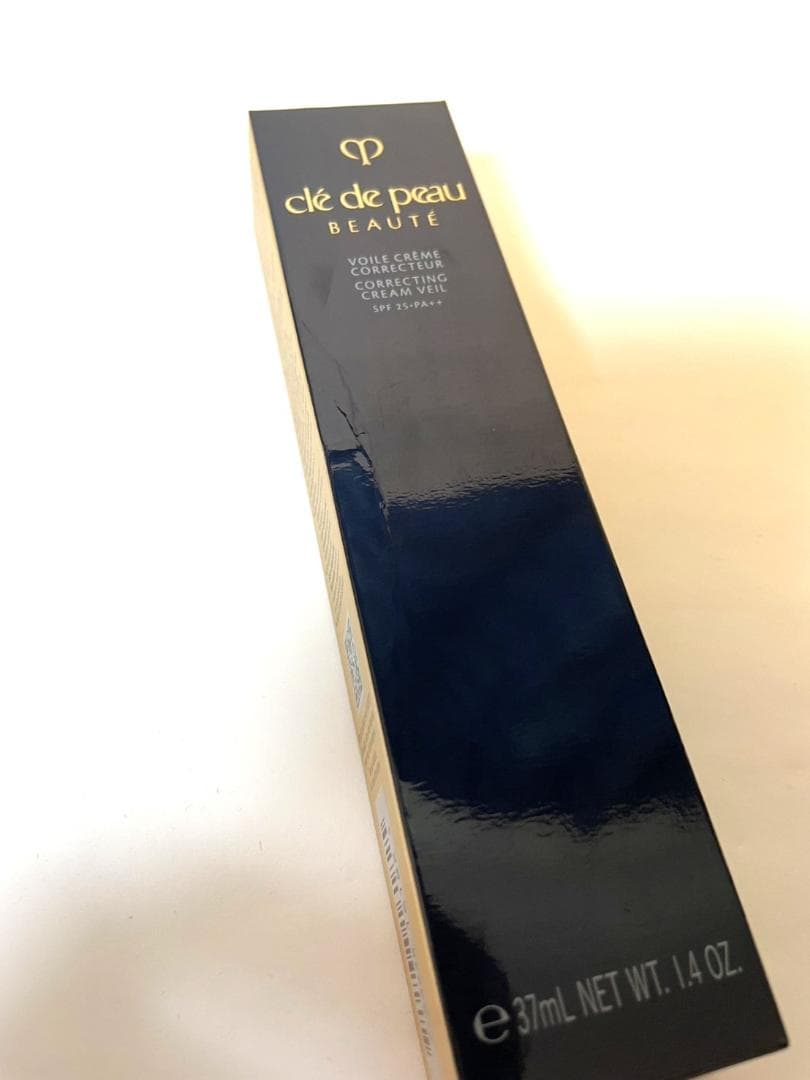 clé de peau
BEAUTÉ
VOILE CRÈME
CORRECTEUR
CORRECTING
CREAM VEIL
SPF 25•PA++
e 37mL NET WT. 1.4 OZ.